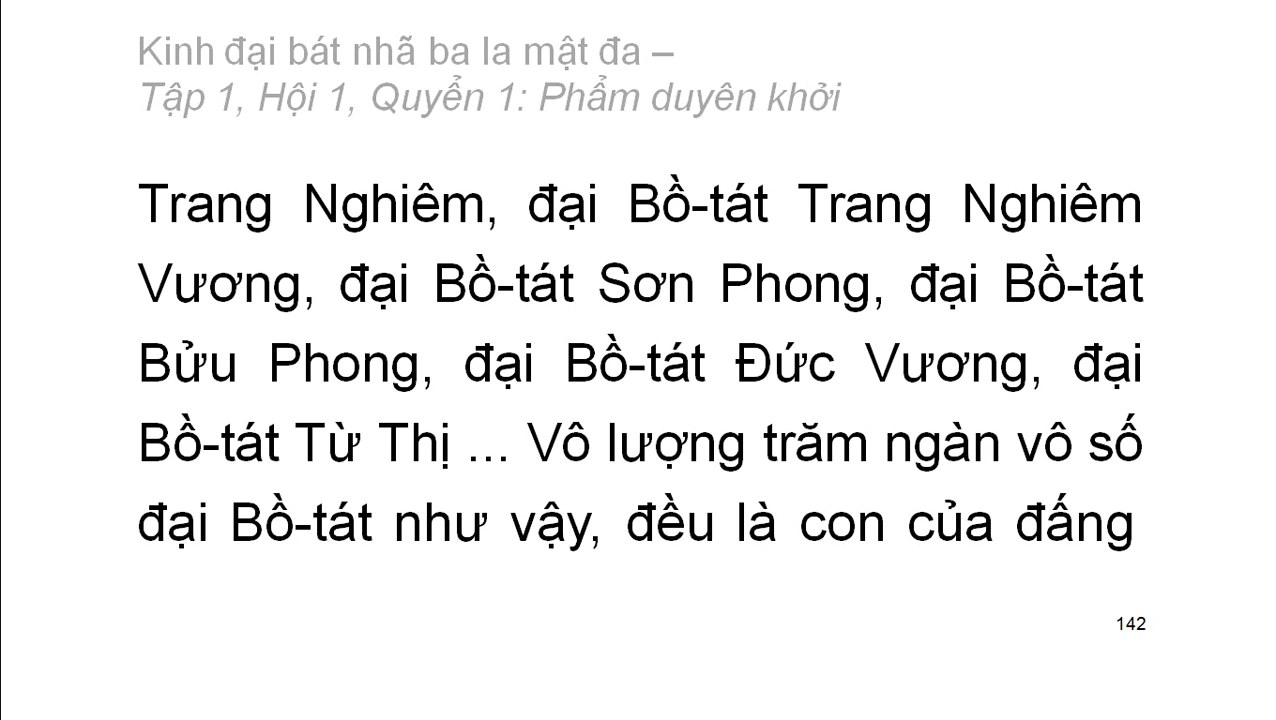 Kinh đại bát nhã ba la mật đa –
Tập 1, Hội 1, Quyển 1: Phẩm duyên khởi
Trang Nghiêm, đại Bồ-tát Trang Nghiêm
Vương, đại Bồ-tát Sơn Phong, đại Bồ-tát
Bửu Phong, đại Bồ-tát Đức Vương, đại
Bồ-tát Từ Thị ... Vô lượng trăm ngàn vô số
đại Bồ-tát như vậy, đều là con của đấng
142